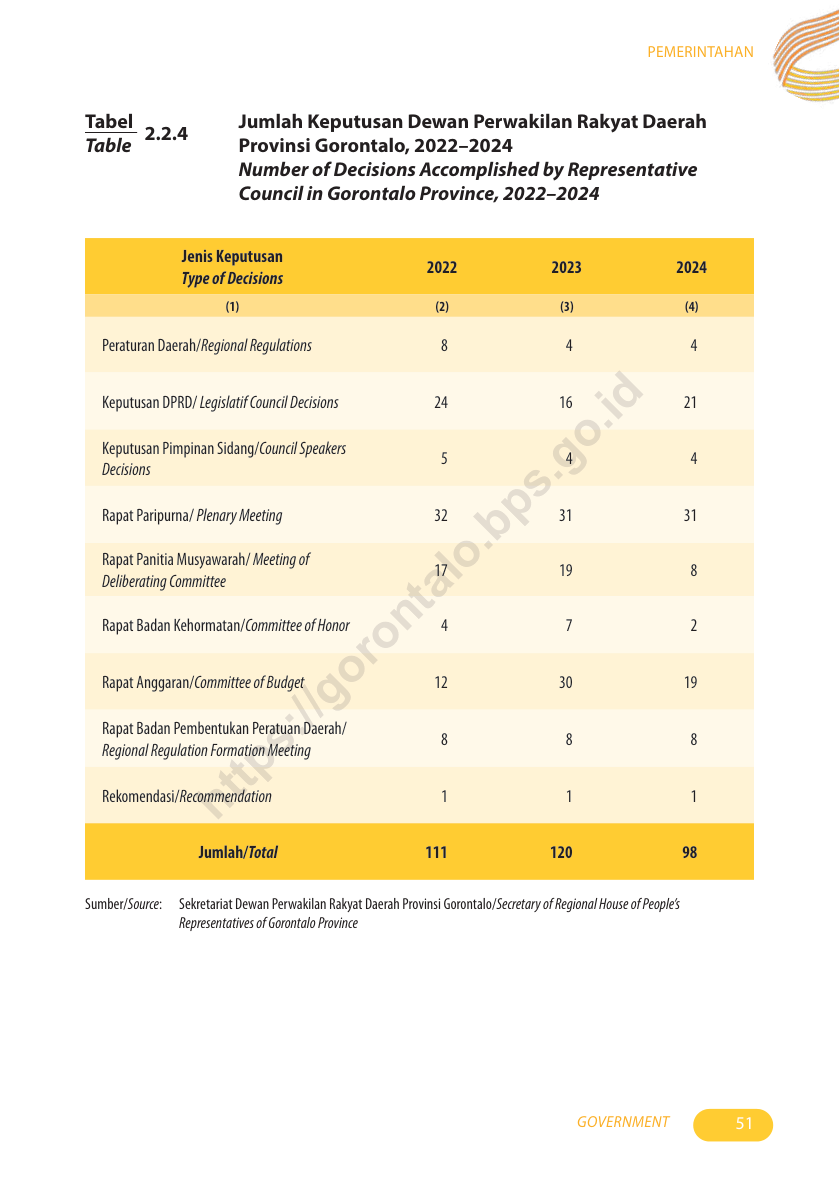 PEMERINTAHAN
Tabel
Table
2.2.4
Jumlah Keputusan Dewan Perwakilan Rakyat Daerah
Provinsi Gorontalo, 2022–2024
Number of Decisions Accomplished by Representative
Council in Gorontalo Province, 2022–2024
Jenis Keputusan
Type of Decisions
2022 2023 2024
(1) (2) (3) (4)
Peraturan Daerah/Regional Regulations 8 4 4
Keputusan DPRD/ Legislatif Council Decisions 24 16 21
Keputusan Pimpinan Sidang/Council Speakers
Decisions
5 4 4
Rapat Paripurna/ Plenary Meeting 32 31 31
Rapat Panitia Musyawarah/ Meeting of
Deliberating Committee
17 19 8
Rapat Badan Kehormatan/Committee of Honor 4 7 2
Rapat Anggaran/Committee of Budget 12 30 19
Rapat Badan Pembentukan Peratuan Daerah/
Regional Regulation Formation Meeting
8 8 8
Rekomendasi/Recommendation 1 1 1
Jumlah/Total 111 120 98
Sumber/Source: Sekretariat Dewan Perwakilan Rakyat Daerah Provinsi Gorontalo/Secretary of Regional House of People's
Representatives of Gorontalo Province
https://gorontalo.bps.go.id
GOVERNMENT 51